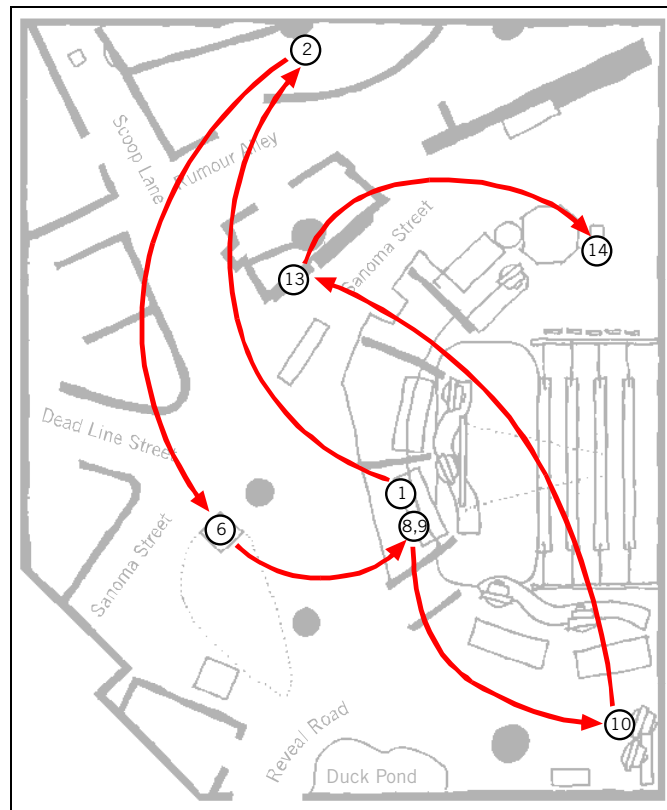 2
Scoop Lane
Rumour Alley
Sanoma Street
14
13
Dead Line Street
1
6
8,9
Sanoma Street
10
Reveal Road
Duck Pond